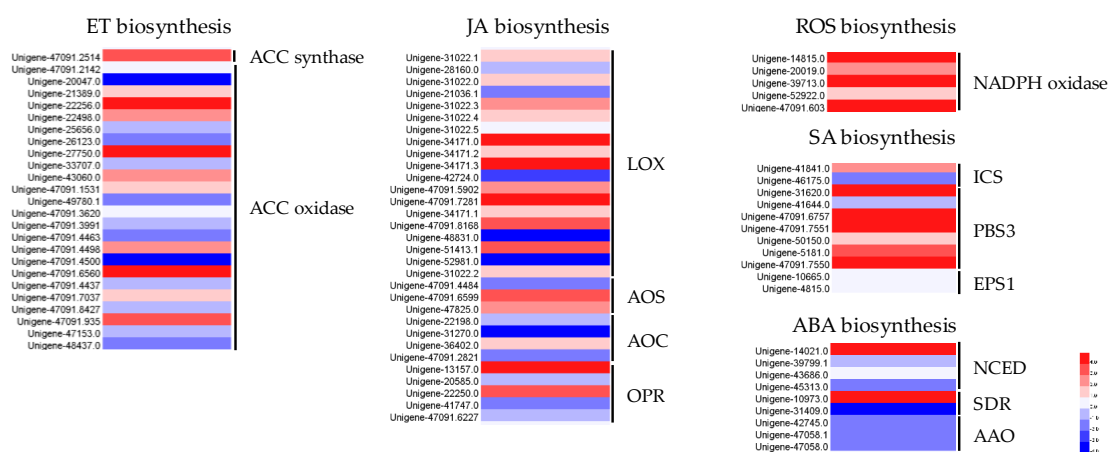 ET biosynthesis
Unigene-47091.2514
ACC synthase
Unigene-47091.2142
Unigene-20047.0
Unigene-21389.0
Unigene-22256.0
Unigene-22498.0
Unigene-25656.0
Unigene-26123.0
Unigene-27750.0
Unigene-33707.0
Unigene-43060.0
Unigene-47091.1531
Unigene-49780.1
Unigene-47091.3620
Unigene-47091.3991
Unigene-47091.4463
Unigene-47091.4498
Unigene-47091.4500
Unigene-47091.6560
Unigene-47091.4437
Unigene-47091.7037
Unigene-47091.8427
Unigene-47091.935
Unigene-47153.0
Unigene-48437.0
ACC oxidase
JA biosynthesis
Unigene-31022.1
Unigene-28160.0
Unigene-31022.0
Unigene-21036.1
Unigene-31022.3
Unigene-31022.4
Unigene-31022.5
Unigene-34171.0
Unigene-34171.2
Unigene-34171.3
Unigene-42724.0
Unigene-47091.5902
Unigene-47091.7281
Unigene-34171.1
Unigene-47091.8168
Unigene-48831.0
Unigene-51413.1
Unigene-52981.0
Unigene-31022.2
LOX
Unigene-47091.4484
Unigene-47091.6599
Unigene-47825.0
AOS
Unigene-22198.0
Unigene-31270.0
Unigene-36402.0
Unigene-47091.2821
AOC
Unigene-13157.0
Unigene-20585.0
Unigene-22250.0
Unigene-41747.0
Unigene-47091.6227
OPR
ROS biosynthesis
Unigene-14815.0
Unigene-20019.0
Unigene-39713.0
Unigene-52922.0
Unigene-47091.603
NADPH oxidase
SA biosynthesis
Unigene-41841.0
Unigene-46175.0
ICS
Unigene-31620.0
Unigene-41644.0
Unigene-47091.6757
Unigene-47091.7551
Unigene-50150.0
Unigene-5181.0
Unigene-47091.7550
PBS3
Unigene-10665.0
Unigene-4815.0
EPS1
ABA biosynthesis
Unigene-14021.0
Unigene-39799.1
Unigene-43686.0
Unigene-45313.0
NCED
Unigene-10973.0
Unigene-31409.0
SDR
Unigene-42745.0
Unigene-47058.1
Unigene-47058.0
AAO